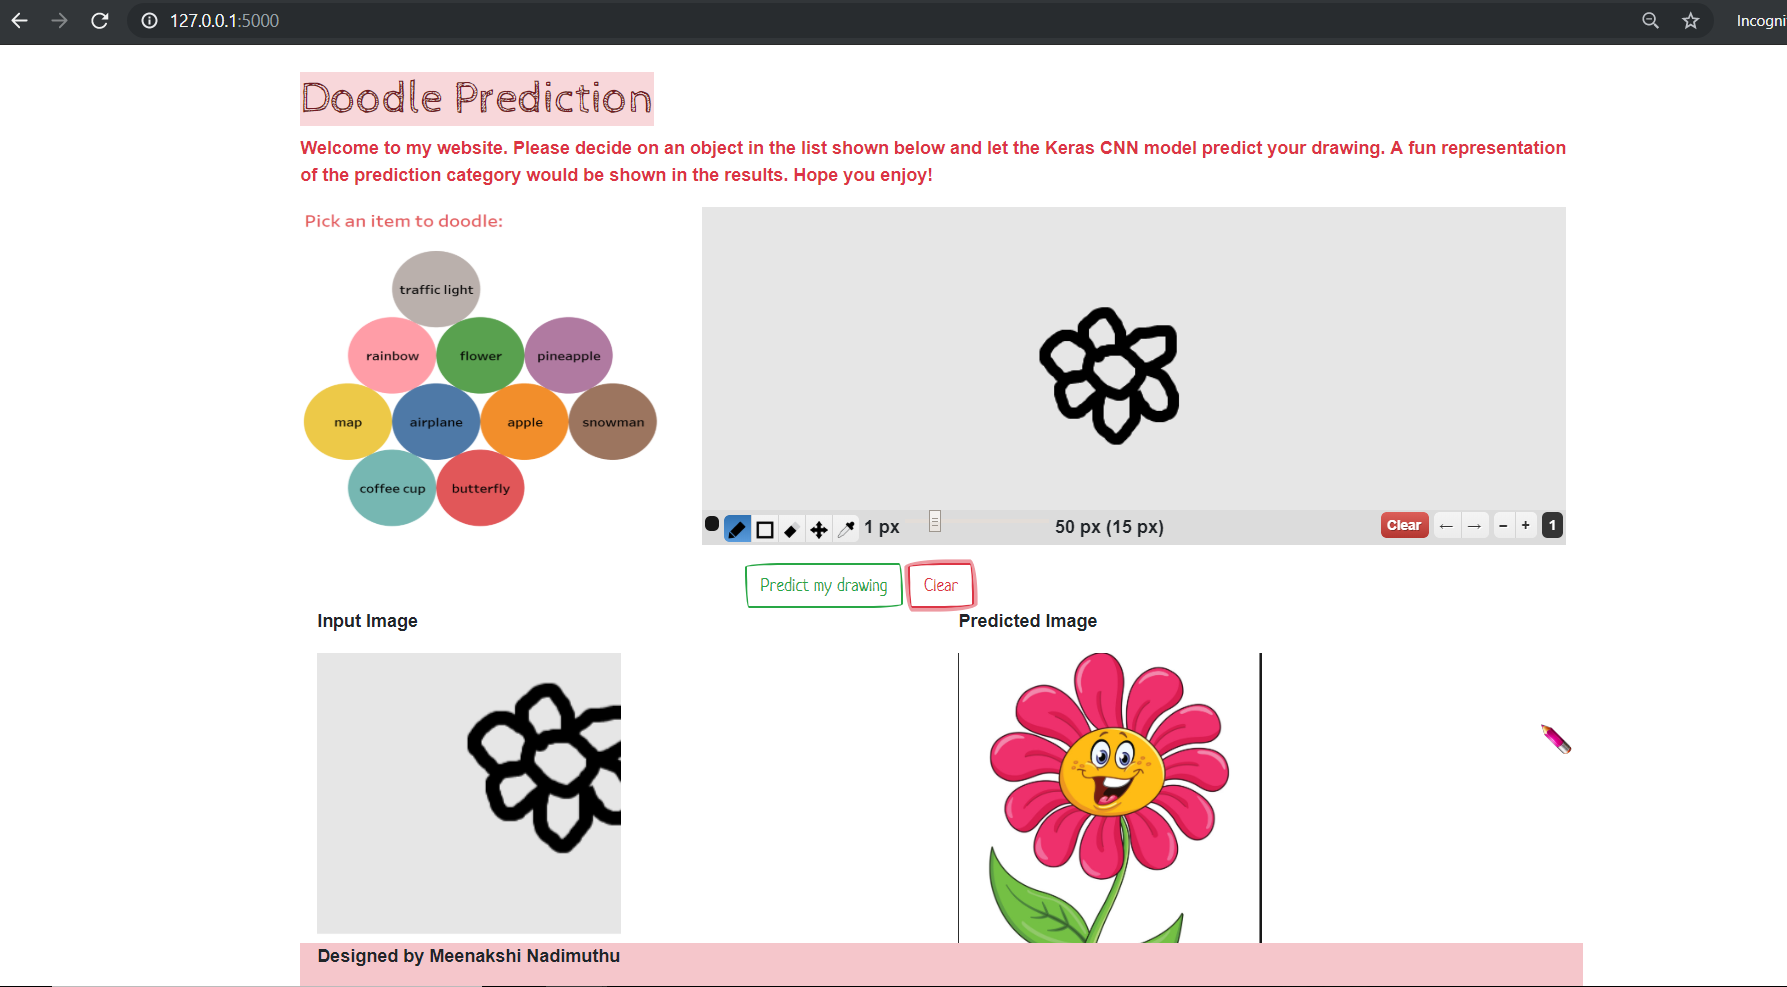 127.0.0.1:5000
Doodle Prediction
Welcome to my website. Please decide on an object in the list shown below and let the Keras CNN model predict your drawing. A fun representation
of the prediction category would be shown in the results. Hope you enjoy!
Pick an item to doodle:
traffic light
rainbow flower pineapple
map airplane apple snowman
coffee cup butterfly
1 px 50 px (15 px) Clear ← → − + 1
Predict my drawing Clear
Input Image Predicted Image
Designed by Meenakshi Nadimuthu